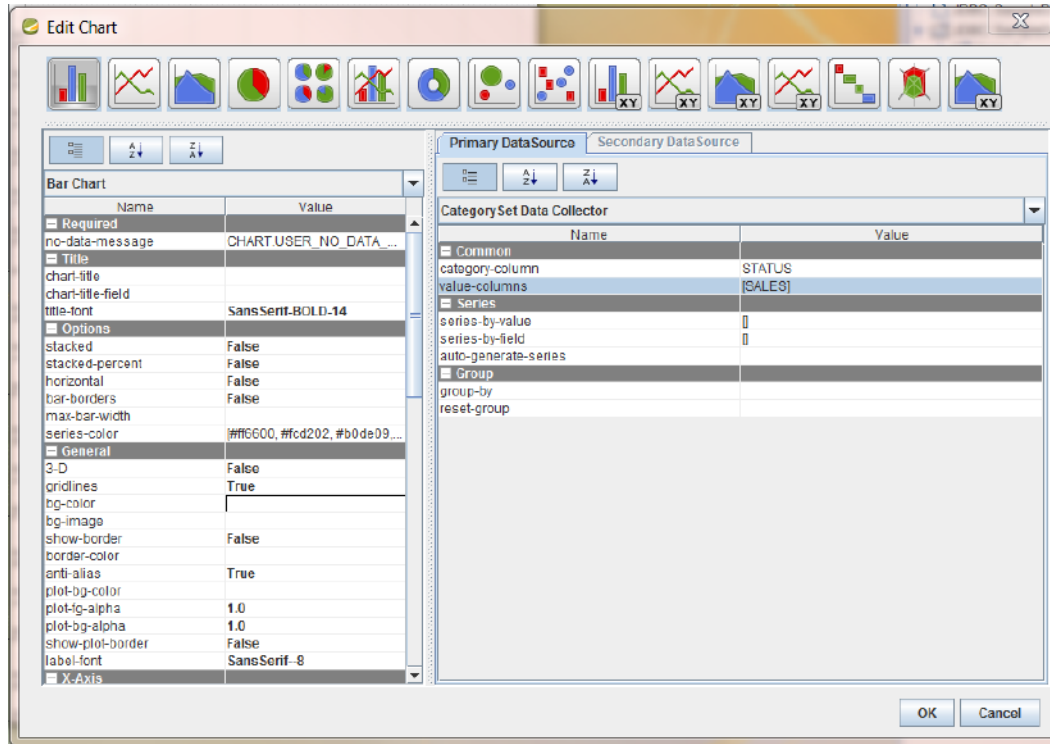 Edit Chart
XY XY XY XY XY
A Z Z A
Bar Chart
Name Value
Required
no-data-message CHART.USER_NO_DATA_...
Title
chart-title
chart-title-field
title-font SansSerif-BOLD-14
Options
stacked False
stacked-percent False
horizontal False
bar-borders False
max-bar-width
series-color [#ff6600, #fcd202, #b0de09,...
General
3-D False
gridlines True
bg-color
bg-image
show-border False
border-color
anti-alias True
plot-bg-color
plot-fg-alpha 1.0
plot-bg-alpha 1.0
show-plot-border False
label-font SansSerif--8
X-Axis
Primary DataSource Secondary DataSource
A Z Z A
CategorySet Data Collector
Name Value
Common
category-column STATUS
value-columns [SALES]
Series
series-by-value []
series-by-field []
auto-generate-series
Group
group-by
reset-group
OK Cancel